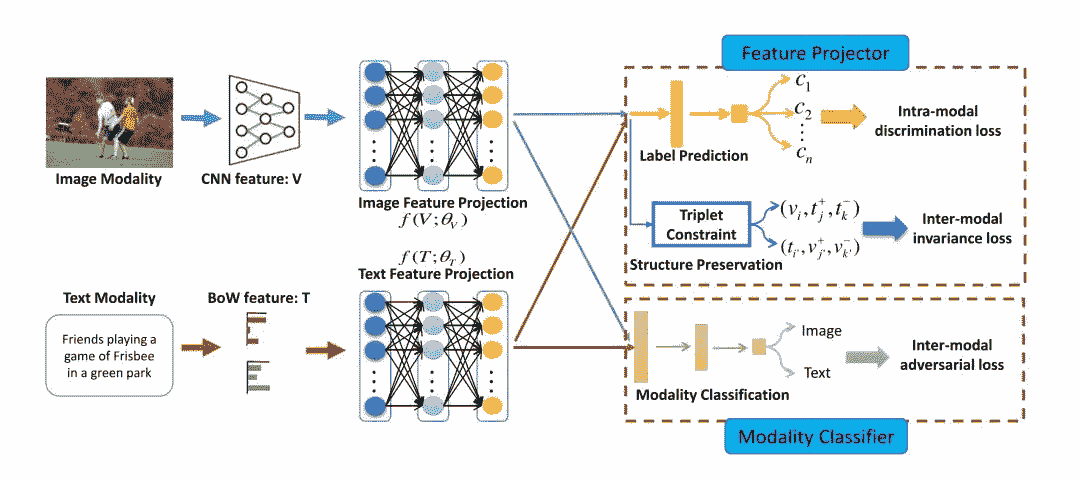 Feature Projector
Image Modality
CNN feature: V
Image Feature Projection
f(V;θ_V)
Label Prediction
c_1
c_2
c_n
Intra-modal
discrimination loss
Triplet
Constraint
Structure Preservation
(v_i, t_j^+, t_k^-)
(t_i', v_j'^+, v_k'^-)
Inter-modal
invariance loss
f(T;θ_T)
Text Feature Projection
Text Modality
BoW feature: T
Friends playing a
game of Frisbee
in a green park
Modality Classification
Image
Text
Inter-modal
adversarial loss
Modality Classifier